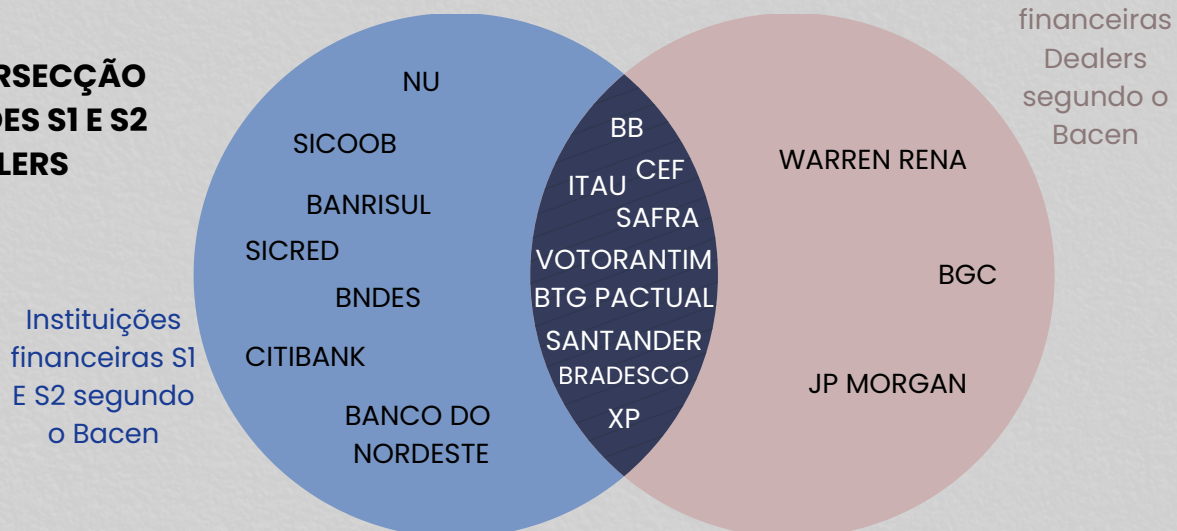 RSECÇÃO
DES S1 E S2
LERS
Instituições
financeiras S1
E S2 segundo
o Bacen
NU
SICOOB
BANRISUL
SICRED
BNDES
CITIBANK
BANCO DO
NORDESTE
BB
CEF
ITAU
SAFRA
VOTORANTIM
BTG PACTUAL
SANTANDER
BRADESCO
XP
WARREN RENA
BGC
JP MORGAN
financeiras
Dealers
segundo o
Bacen